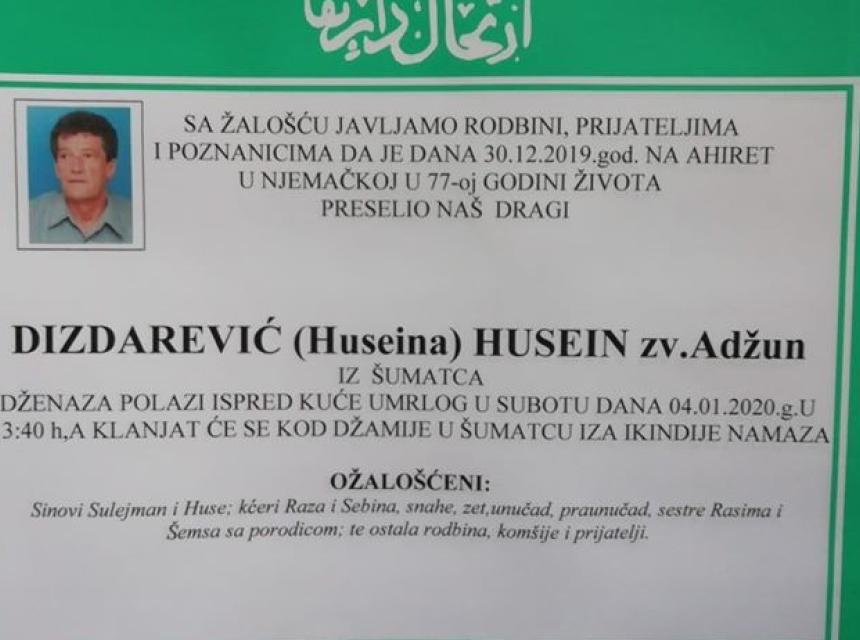 SA ŽALOŠĆU JAVLJAMO RODBINI, PRIJATELJIMA
I POZNANICIMA DA JE DANA 30.12.2019.god. NA AHIRET
U NJEMAČKOJ U 77-oj GODINI ŽIVOTA
PRESELIO NAŠ DRAGI
DIZDAREVIĆ (Huseina) HUSEIN zv.Adžun
IZ ŠUMATCA
DŽENAZA POLAZI ISPRED KUĆE UMRLOG U SUBOTU DANA 04.01.2020.g.U
3:40 h,A KLANJAT ĆE SE KOD DŽAMIJE U ŠUMATCU IZA IKINDIJE NAMAZA
OŽALOŠĆENI:
Sinovi Sulejman i Huse; kćeri Raza i Sebina, snahe, zet,unučad, praunučad, sestre Rasima i
Šemsa sa porodicom; te ostala rodbina, komšije i prijatelji.